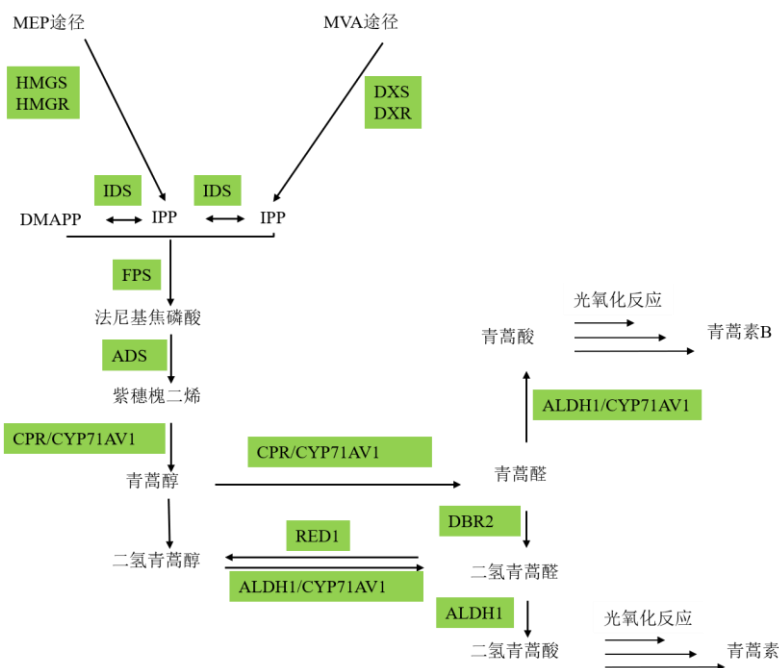 MEP途径
MVA途径
HMGS
HMGR
DXS
DXR
IDS
IDS
DMAPP
IPP
IPP
FPS
法尼基焦磷酸
光氧化反应
青蒿酸
青蒿素B
ADS
紫穗槐二烯
ALDH1/CYP71AV1
CPR/CYP71AV1
CPR/CYP71AV1
青蒿醇
青蒿醛
DBR2
RED1
二氢青蒿醇
二氢青蒿醛
ALDH1/CYP71AV1
ALDH1
光氧化反应
二氢青蒿酸
青蒿素